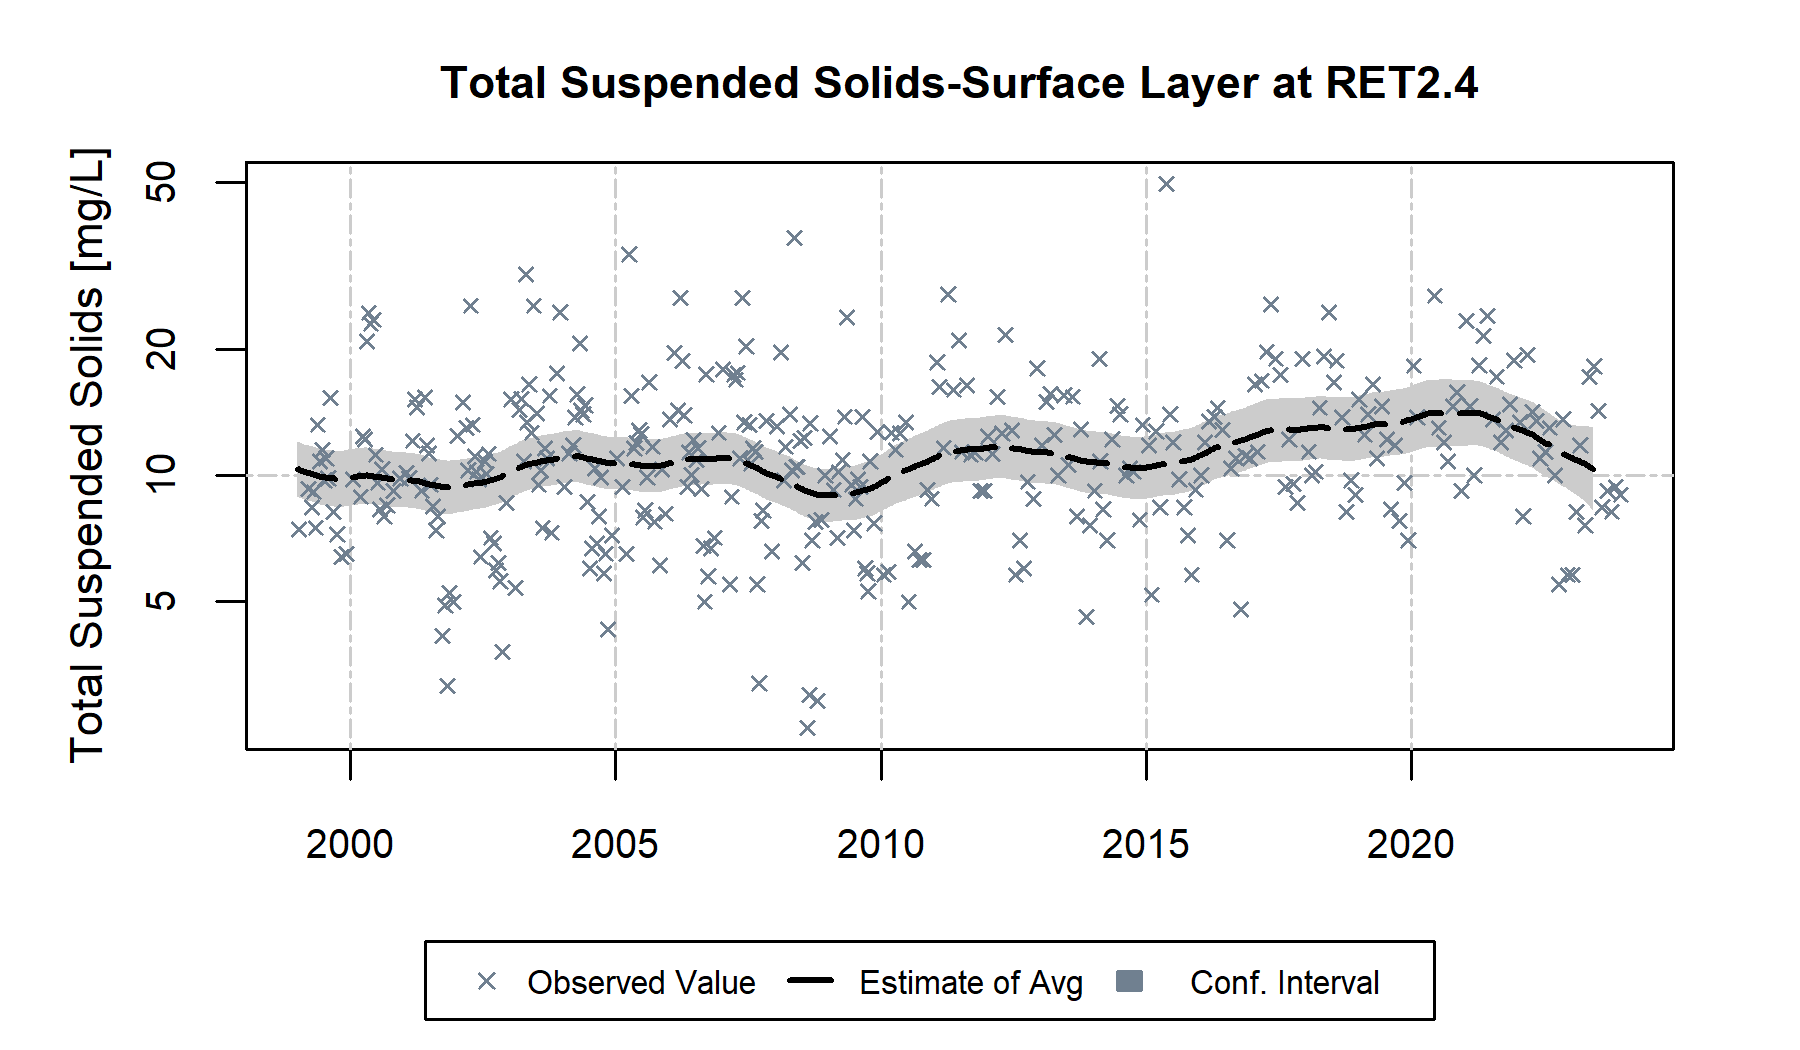 Total Suspended Solids-Surface Layer at RET2.4
Total Suspended Solids [mg/L]
50
20
10
5
2000 2005 2010 2015 2020
Observed Value Estimate of Avg Conf. Interval